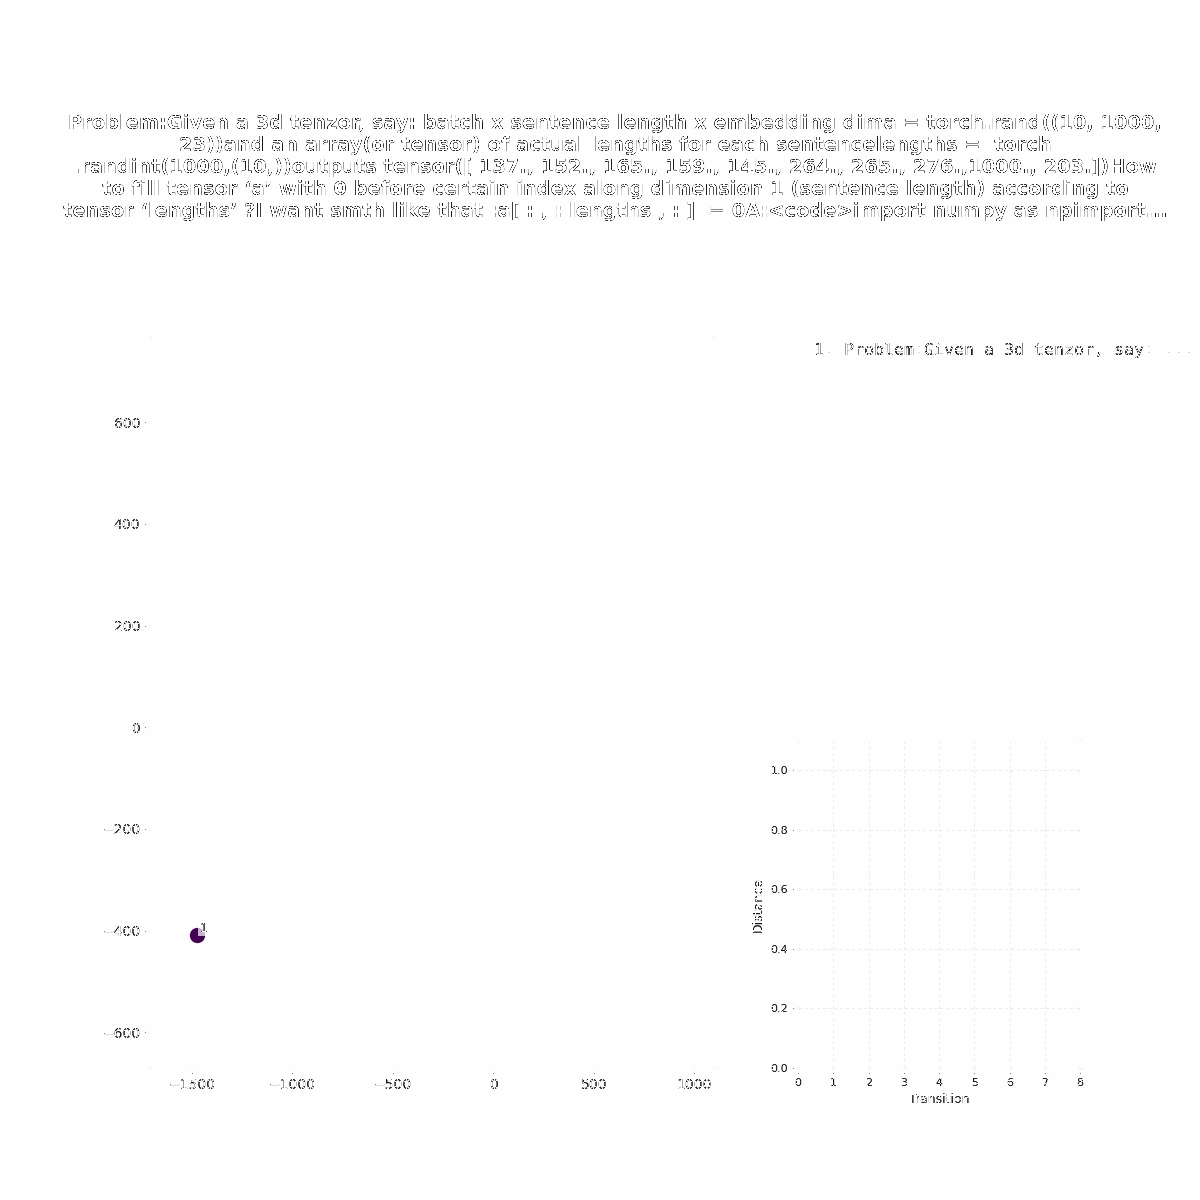 Problem:Given a 3d tenzor, say: batch x sentence length x embedding dima = torch.rand((10, 1000,
23))and an array(or tensor) of actual lengths for each sentencelengths =  torch
.randint(1000,(10,))outputs tensor([ 137., 152., 165., 159., 145., 264., 265., 276.,1000., 203.])How
to fill tensor ‘a’ with 0 before certain index along dimension 1 (sentence length) according to
tensor ‘lengths’ ?I want smth like that :a[ : , : lengths , : ]  = 0A:<code>import numpy as npimport...
1. Problem:Given a 3d tenzor, say: ...
600
400
200
0
−200
−400
−600
1
−1500 −1000 −500 0 500 1000
1.0
0.8
0.6
0.4
0.2
0.0
Distance
0 1 2 3 4 5 6 7 8
Transition